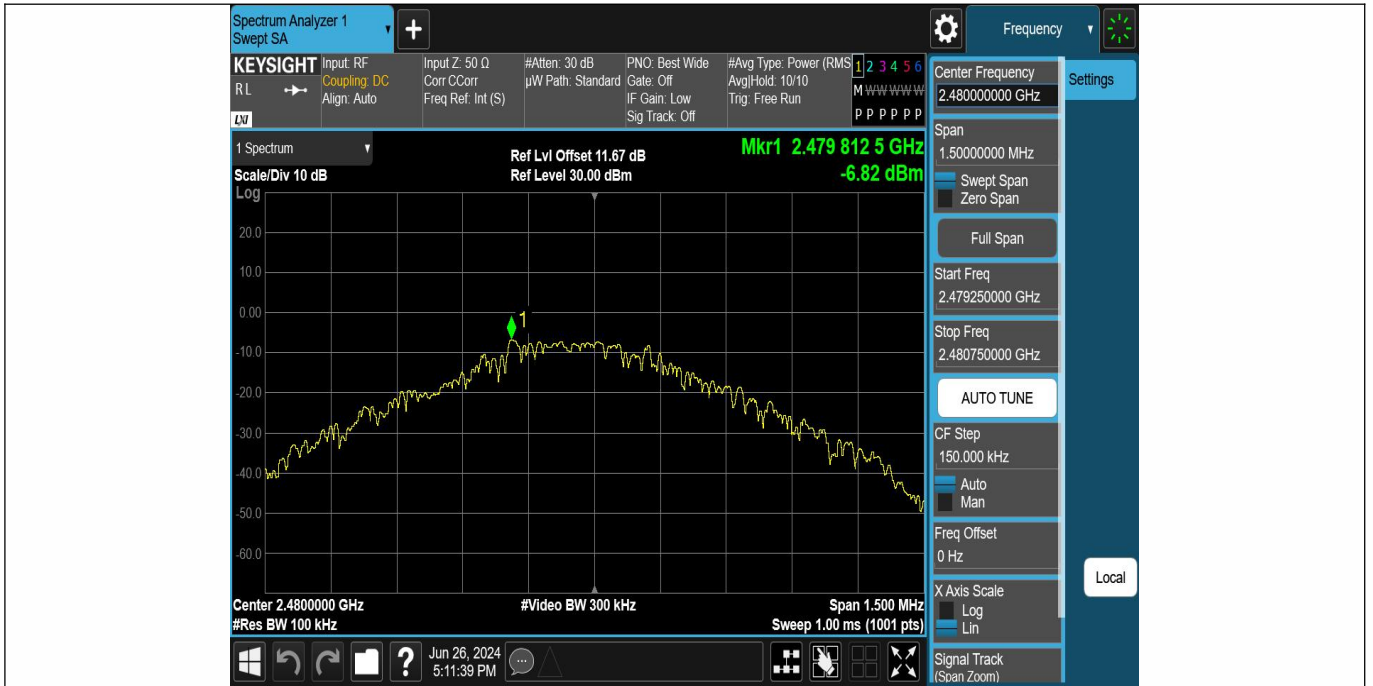 Spectrum Analyzer 1
Swept SA
Frequency
KEYSIGHT
RL
LXI
Input: RF
Coupling: DC
Align: Auto
Input Z: 50 Ω
Corr CCorr
Freq Ref: Int (S)
#Atten: 30 dB
µW Path: Standard
PNO: Best Wide
Gate: Off
IF Gain: Low
Sig Track: Off
#Avg Type: Power (RMS
Avg|Hold: 10/10
Trig: Free Run
1 2 3 4 5 6
M W W W W W
P P P P P P
1 Spectrum
Scale/Div 10 dB
Ref Lvl Offset 11.67 dB
Ref Level 30.00 dBm
Mkr1 2.479 812 5 GHz
-6.82 dBm
Log
20.0
10.0
0.00
-10.0
-20.0
-30.0
-40.0
-50.0
-60.0
1
Center 2.4800000 GHz
#Res BW 100 kHz
#Video BW 300 kHz
Span 1.500 MHz
Sweep 1.00 ms (1001 pts)
Jun 26, 2024
5:11:39 PM
Center Frequency
2.480000000 GHz
Settings
Span
1.50000000 MHz
Swept Span
Zero Span
Full Span
Start Freq
2.479250000 GHz
Stop Freq
2.480750000 GHz
AUTO TUNE
CF Step
150.000 kHz
Auto
Man
Freq Offset
0 Hz
X Axis Scale
Log
Lin
Local
Signal Track
(Span Zoom)